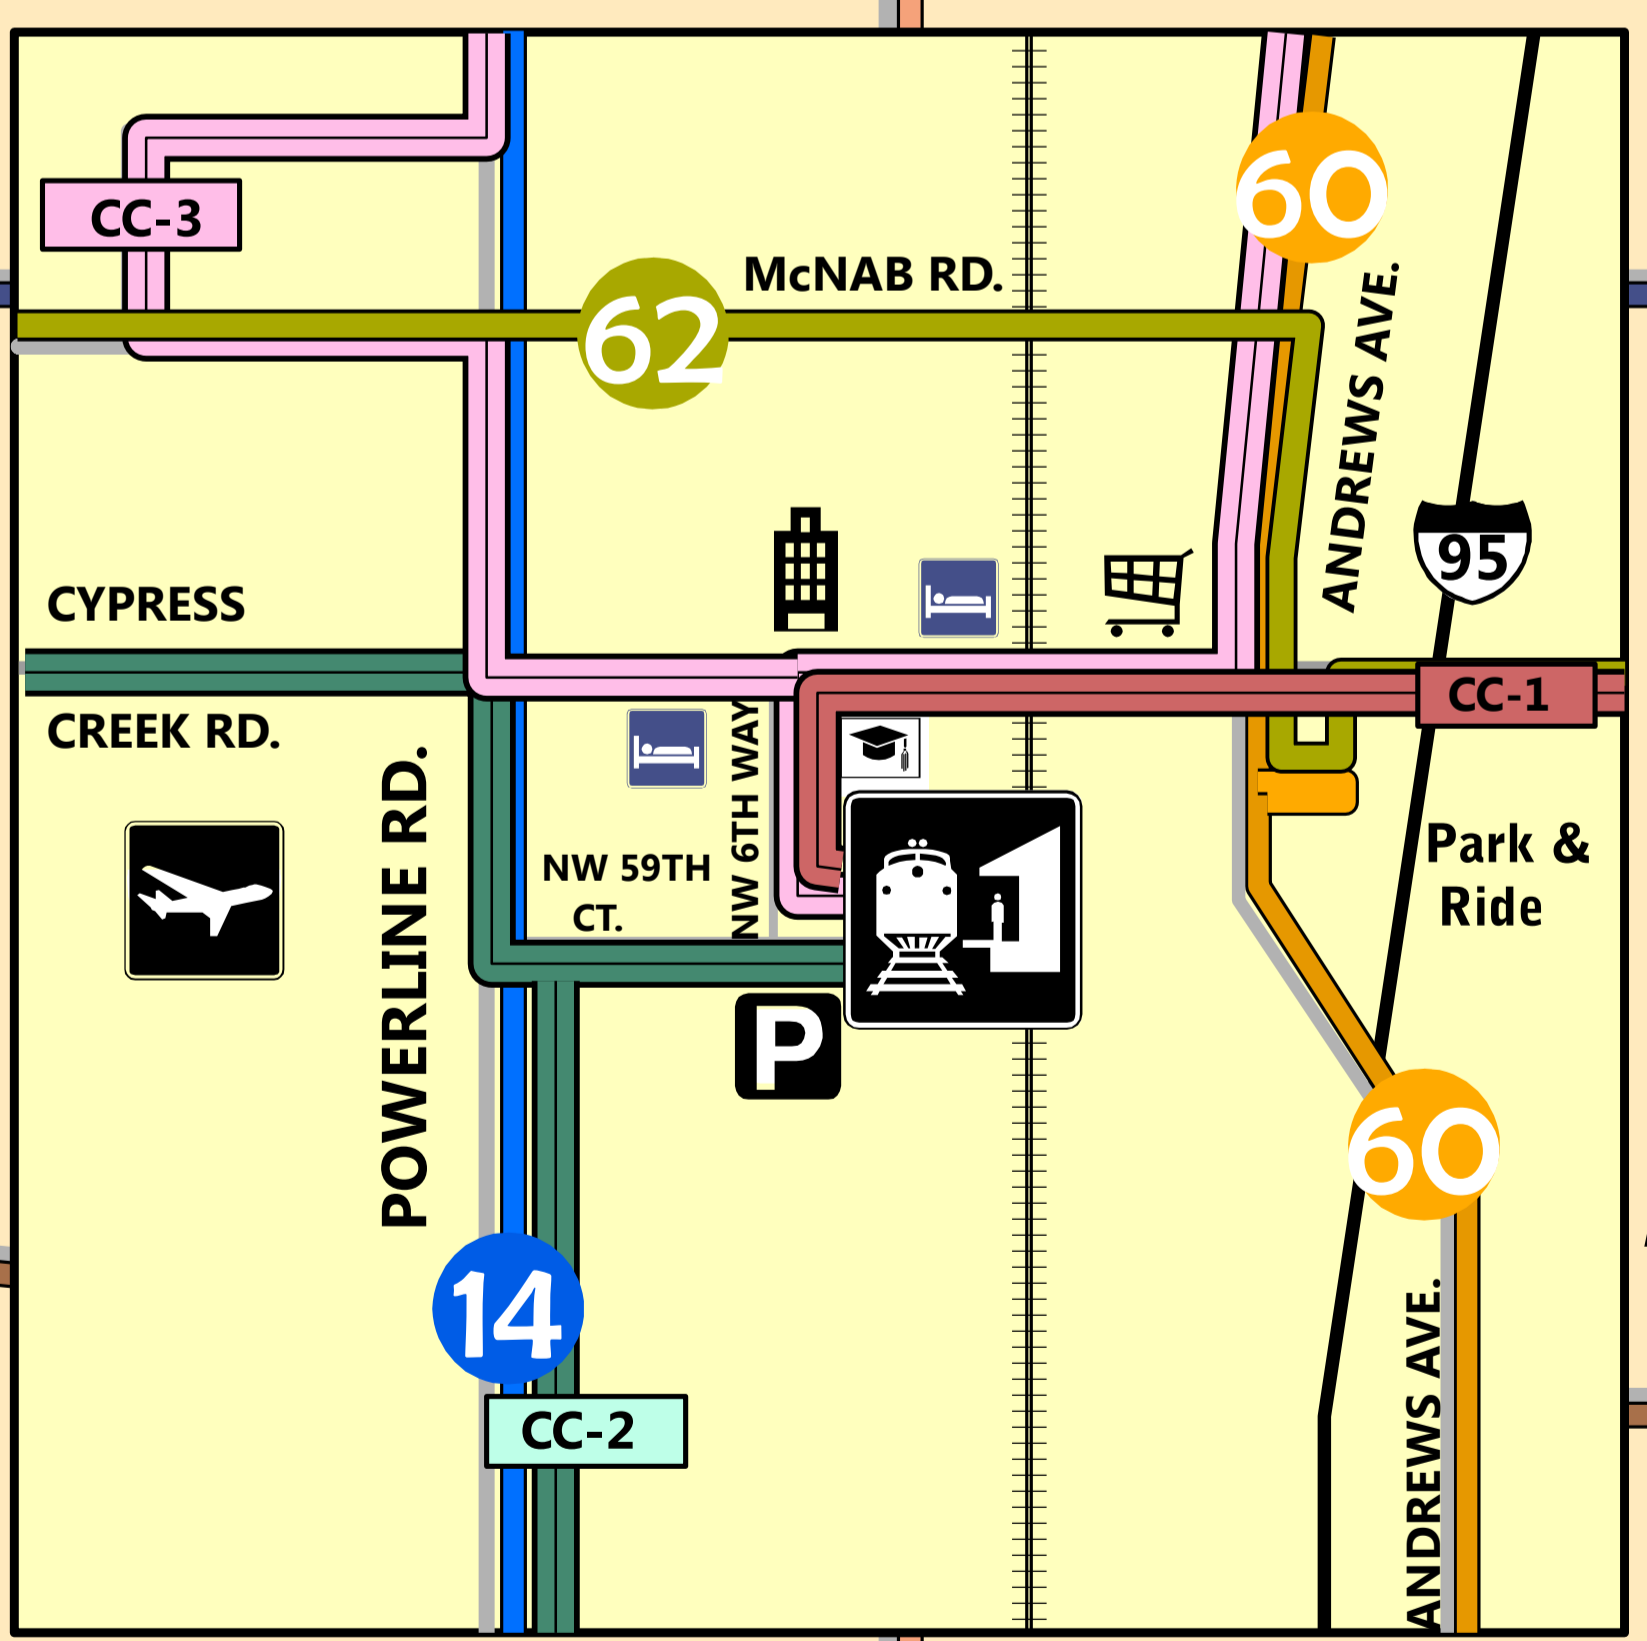 60
CC-3
McNAB RD.
62
ANDREWS AVE.
95
CYPRESS
CREEK RD.
CC-1
POWERLINE RD.
NW 6TH WAY
NW 59TH
CT.
Park &
Ride
P
60
14
CC-2
ANDREWS AVE.